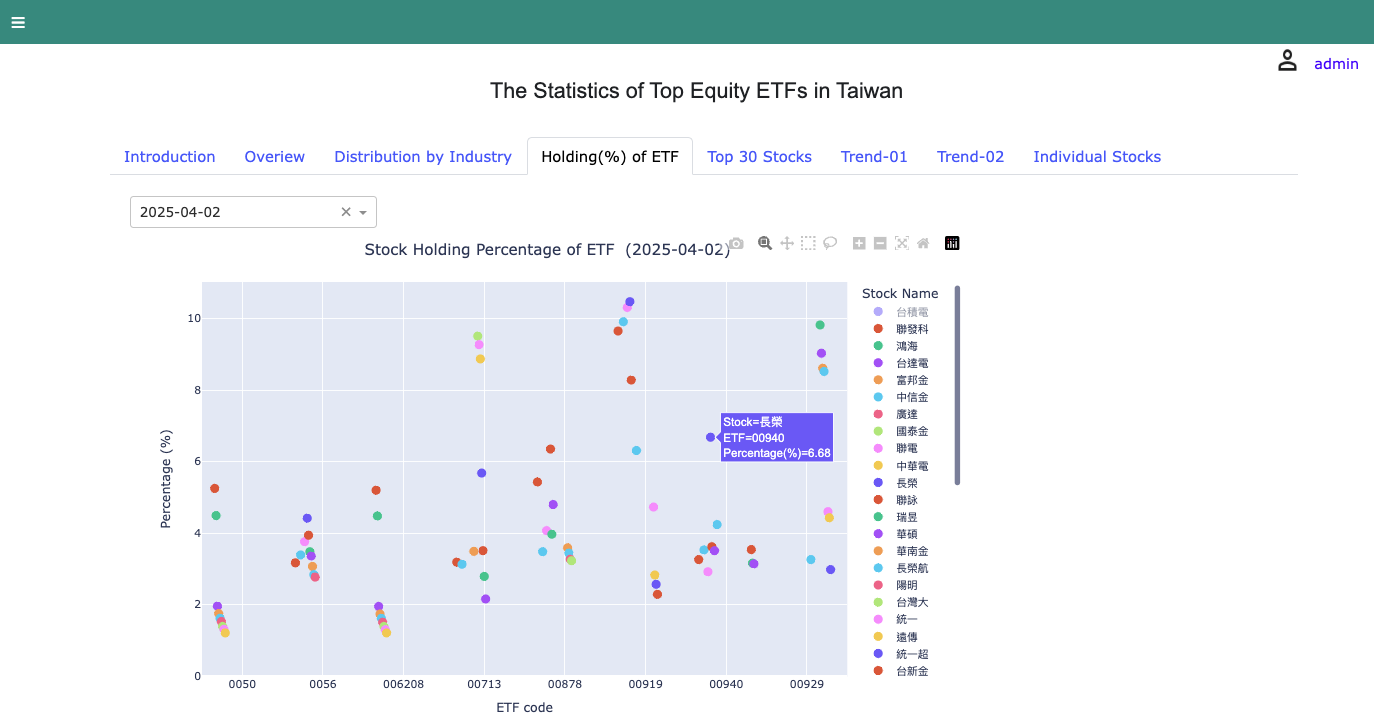 admin
The Statistics of Top Equity ETFs in Taiwan
Introduction Overiew Distribution by Industry Holding(%) of ETF Top 30 Stocks Trend-01 Trend-02 Individual Stocks
2025-04-02
Stock Holding Percentage of ETF (2025-04-02)
Percentage (%)
10
8
6
4
2
0
Stock=長榮
ETF=00940
Percentage(%)=6.68
0050 0056 006208 00713 00878 00919 00940 00929
ETF code
Stock Name
台積電
聯發科
鴻海
台達電
富邦金
中信金
廣達
國泰金
聯電
中華電
長榮
聯詠
瑞昱
華碩
華南金
長榮航
陽明
台灣大
統一
遠傳
統一超
台新金